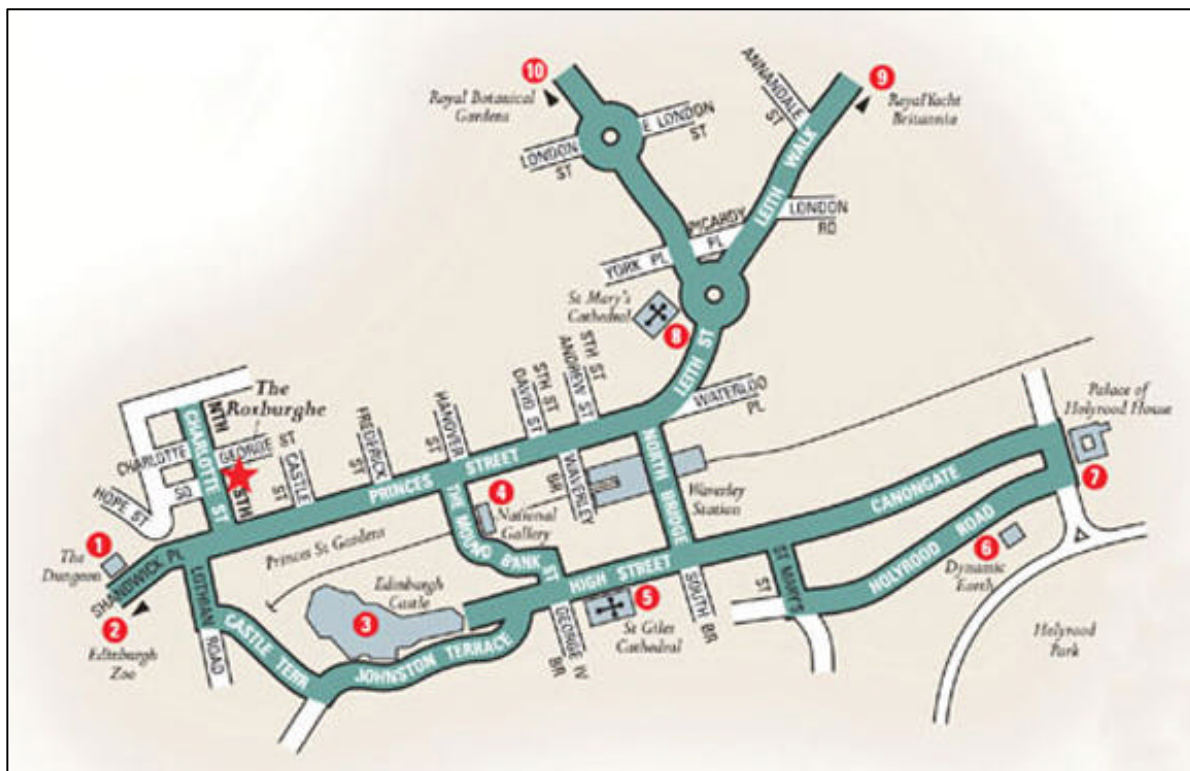 10
Royal Botanical
Gardens
9
Royal Yacht
Britannia
ANNANDALE
ST
E LONDON
ST
LONDON
ST
LEITH WALK
LONDON
RD
PICARDY
PL
YORK PL
St Mary's
Cathedral
8
LEITH ST
WATERLOO
PL
STH ST
ANDREW ST
STH ST
DAVID ST
HANOVER
ST
FREDRICK
ST
CASTLE
ST
The
Roxburghe
NTH
CHARLOTTE ST
STH
GEORGE ST
CHARLOTTE
SQ
HOPE ST
PRINCES STREET
1
The
Dungeon
SHANDWICK PL
2
Edinburgh
Zoo
LOTHIAN ROAD
CASTLE TERR
Princes St Gardens
3
Edinburgh
Castle
JOHNSTON TERRACE
THE MOUND
BANK ST
4
National
Gallery
WAVERLEY
BR
Waverley
Station
NORTH BRIDGE
HIGH STREET
GEORGE IV
BR
5
St Giles
Cathedral
SOUTH BR
ST MARY'S
ST
CANONGATE
HOLYROOD ROAD
6
Dynamic
Earth
7
Palace of
Holyrood House
Holyrood
Park